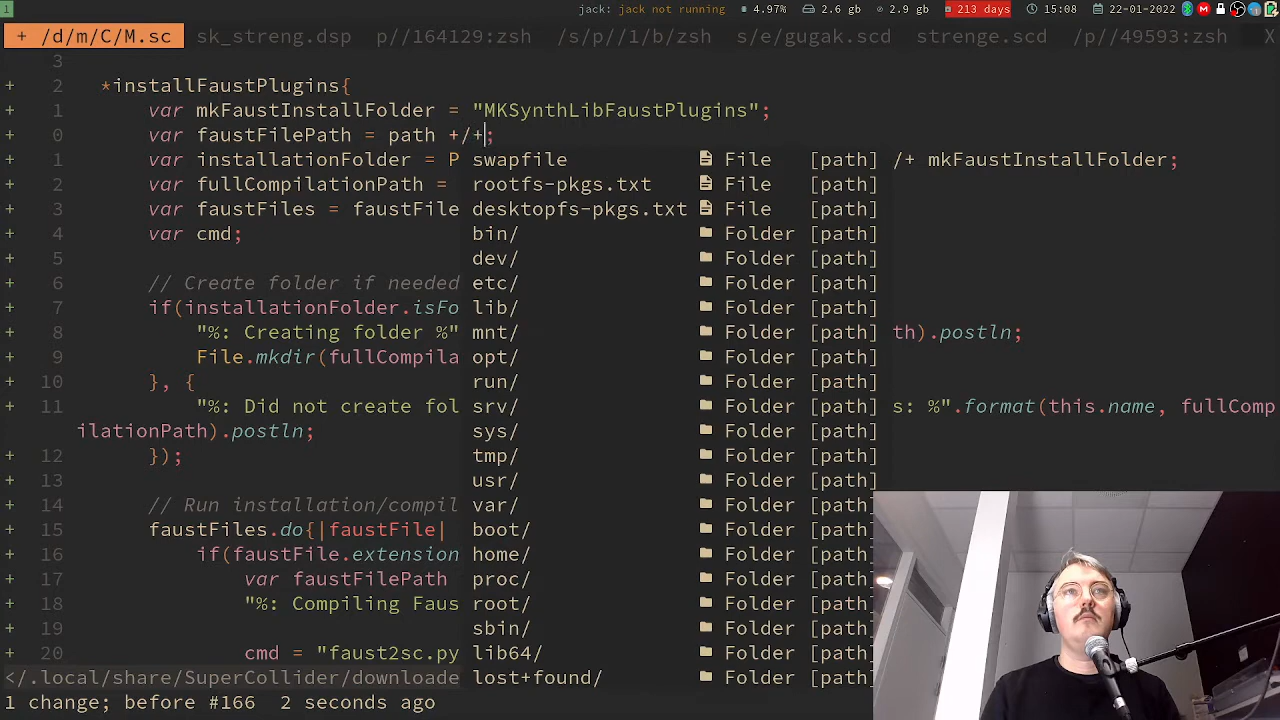 1 jack: jack not running 4.97% 2.6 gb 2.9 gb 213 days 15:08 22-01-2022
+ /d/m/C/M.sc sk_streng.dsp p//164129:zsh /s/p//1/b/zsh s/e/gugak.scd strenge.scd /p//49593:zsh X
3
+ 2 *installFaustPlugins{
+ 1 var mkFaustInstallFolder = "MKSynthLibFaustPlugins";
+ 0 var faustFilePath = path +/+;
+ 1 var installationFolder = P swapfile File [path] /+ mkFaustInstallFolder;
+ 2 var fullCompilationPath = rootfs-pkgs.txt File [path]
+ 3 var faustFiles = faustFile desktopfs-pkgs.txt File [path]
+ 4 var cmd; bin/ Folder [path]
+ 5 dev/ Folder [path]
+ 6 // Create folder if needed etc/ Folder [path]
+ 7 if(installationFolder.isFo lib/ Folder [path]
+ 8 "%: Creating folder %" mnt/ Folder [path] th).postln;
+ 9 File.mkdir(fullCompila opt/ Folder [path]
+ 10 }, { run/ Folder [path]
+ 11 "%: Did not create fol srv/ Folder [path] s: %".format(this.name, fullComp
ilationPath).postln; sys/ Folder [path]
+ 12 }); tmp/ Folder [path]
+ 13 usr/ Folder [path]
+ 14 // Run installation/compil var/ Folder [path]
+ 15 faustFiles.do{|faustFile| boot/ Folder [path]
+ 16 if(faustFile.extension home/ Folder [path]
+ 17 var faustFilePath proc/ Folder [path]
+ 18 "%: Compiling Faus root/ Folder [path]
+ 19 sbin/ Folder [path]
+ 20 cmd = "faust2sc.py lib64/ Folder [path]
</.local/share/SuperCollider/downloade lost+found/ Folder [path]
1 change; before #166 2 seconds ago